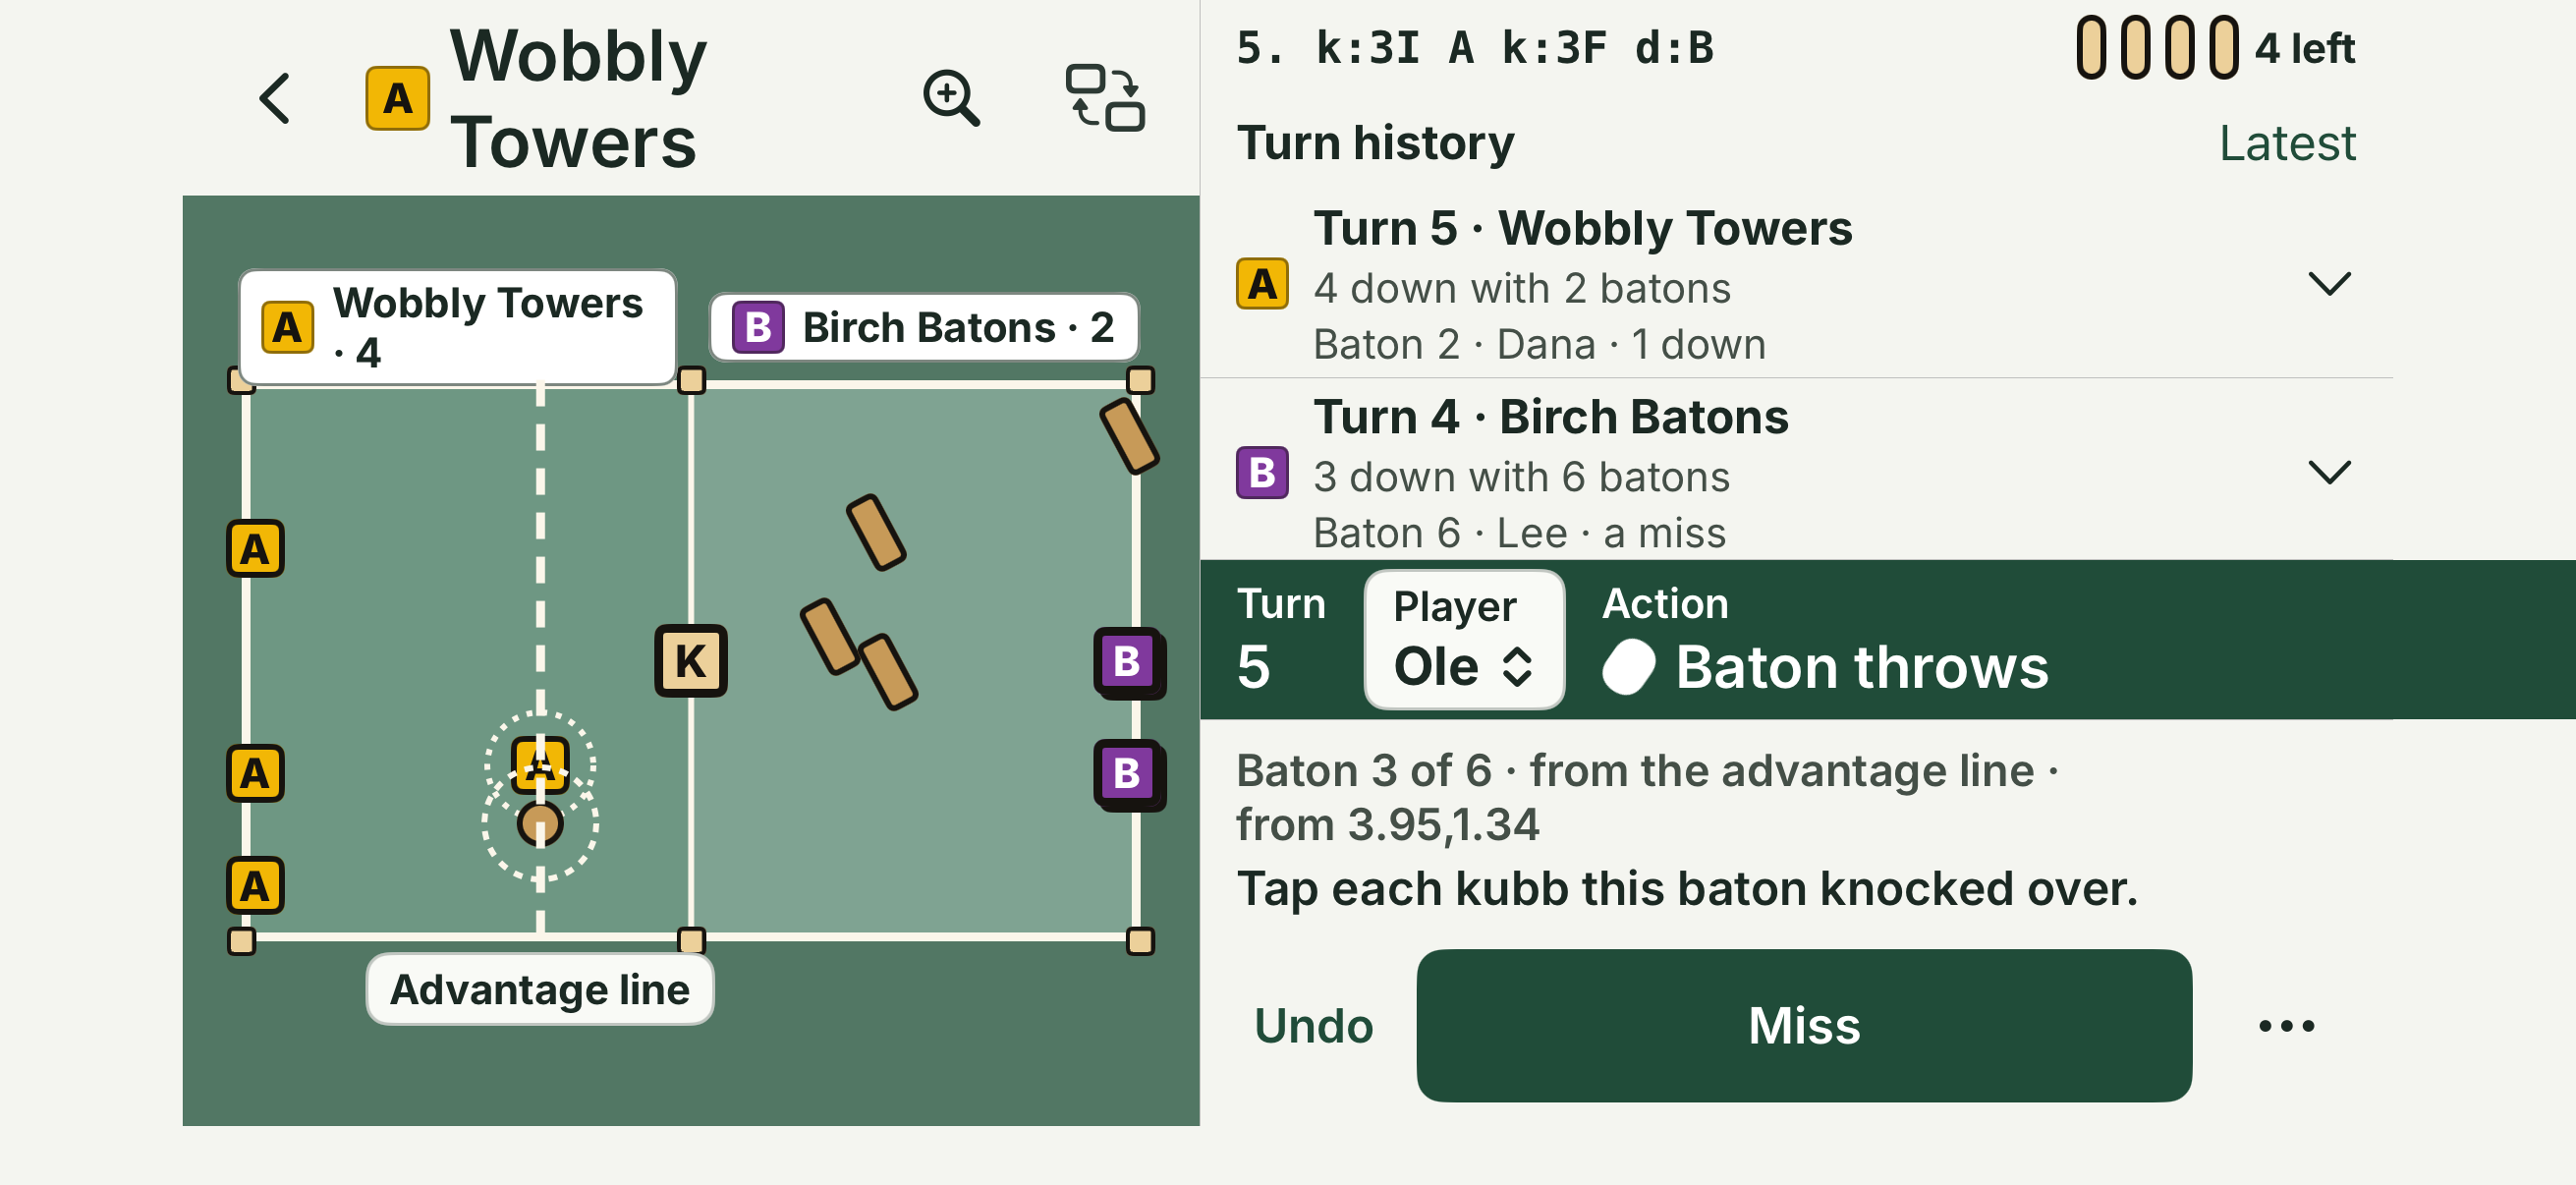 A Wobbly
Towers
A Wobbly Towers
· 4
B Birch Batons · 2
A
K
B
A
A
B
A
Advantage line
5. k:3I A k:3F d:B
4 left
Turn history
Latest
Turn 5 · Wobbly Towers
A
4 down with 2 batons
Baton 2 · Dana · 1 down
Turn 4 · Birch Batons
B
3 down with 6 batons
Baton 6 · Lee · a miss
Turn
5
Player
Ole
Action
Baton throws
Baton 3 of 6 · from the advantage line ·
from 3.95,1.34
Tap each kubb this baton knocked over.
Undo
Miss